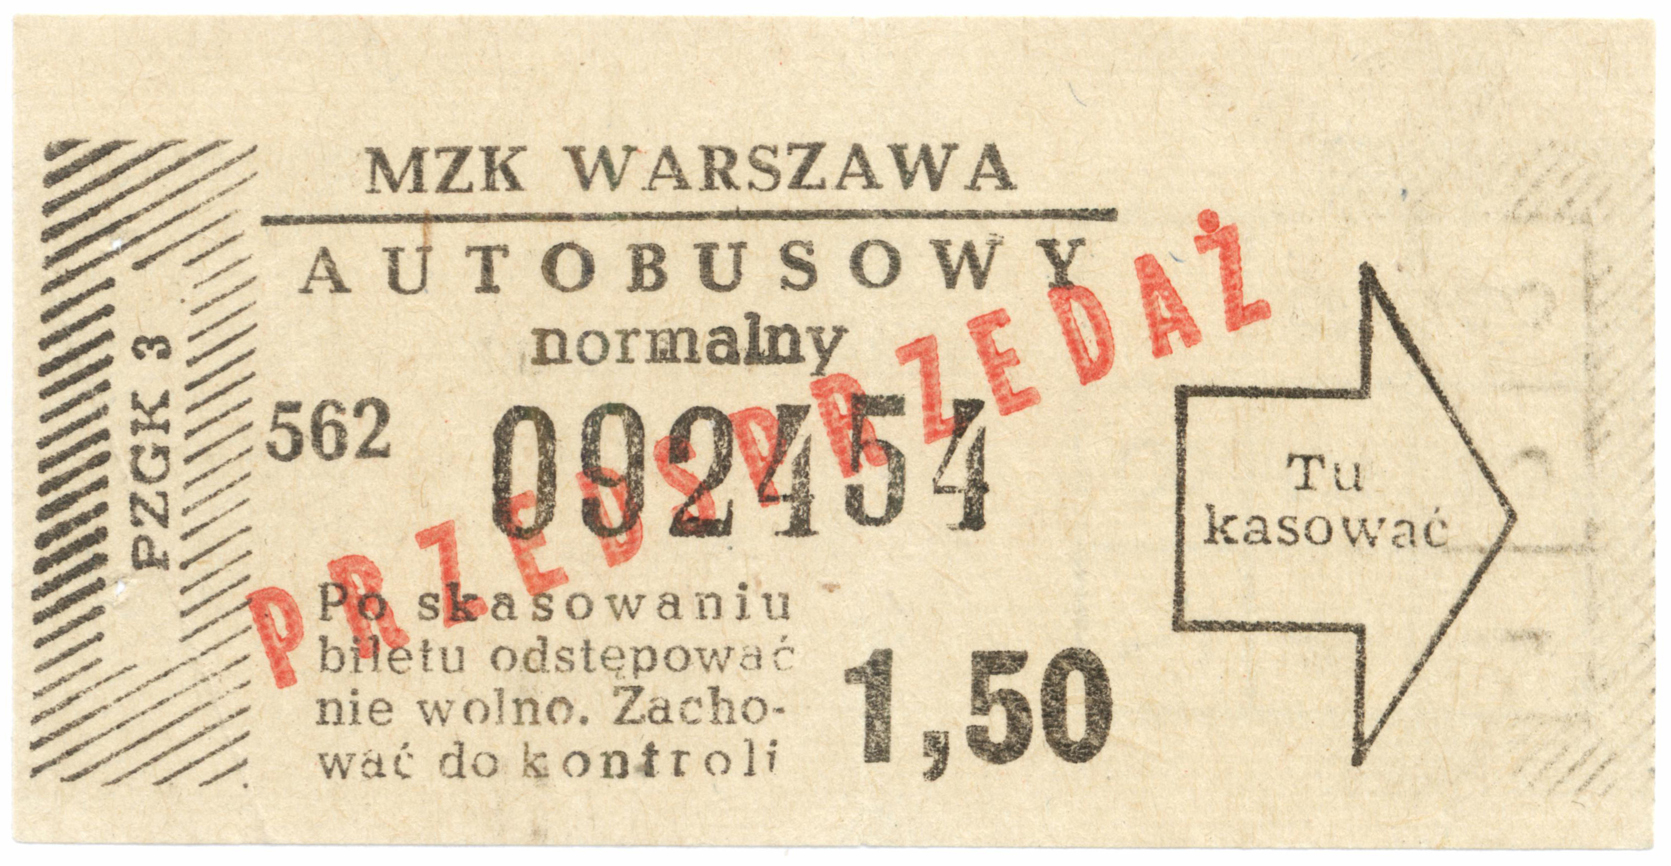 MZK WARSZAWA
AUTOBUSOWY
normalny
562 092454
PRZEDSPRZEDAŻ
Po skasowaniu
biletu odstępować
nie wolno. Zacho-
wać do kontroli
1,50
Tu
kasować
PZGK 3